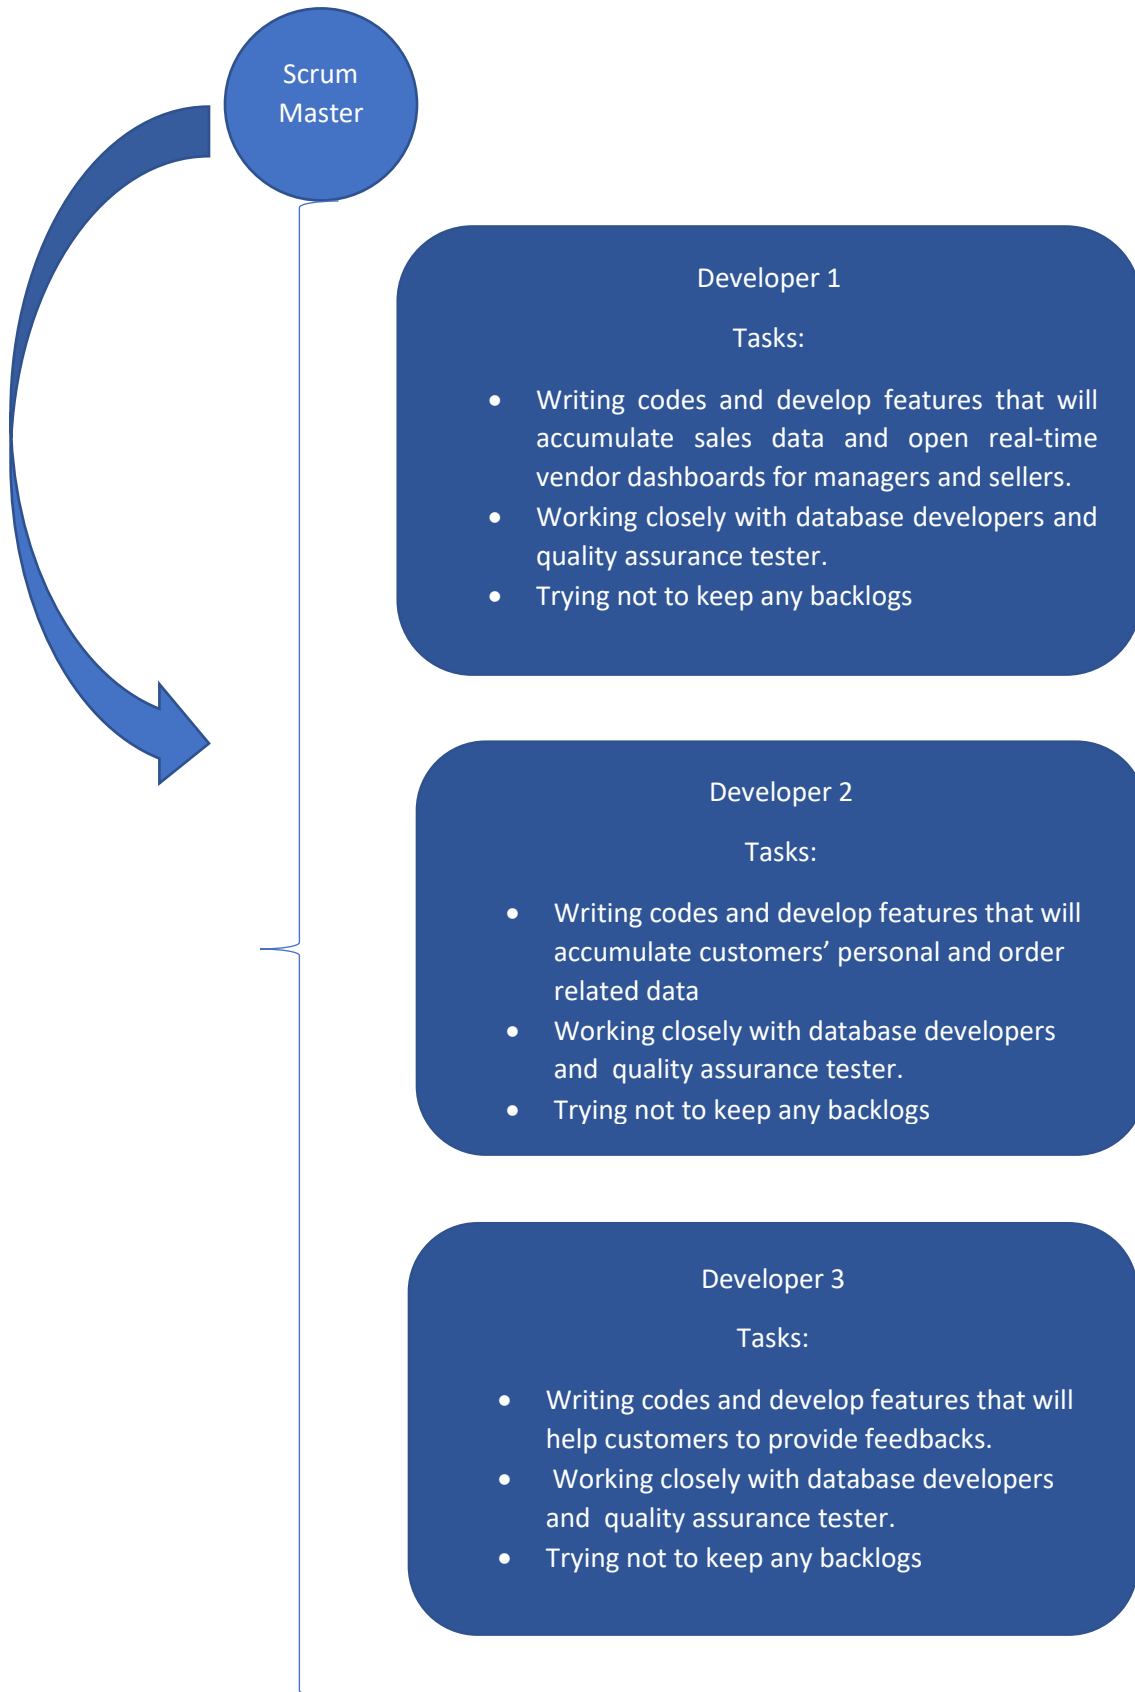 Scrum
Master
Developer 1
Tasks:
• Writing codes and develop features that will
accumulate sales data and open real-time
vendor dashboards for managers and sellers.
• Working closely with database developers and
quality assurance tester.
• Trying not to keep any backlogs
Developer 2
Tasks:
• Writing codes and develop features that will
accumulate customers’ personal and order
related data
• Working closely with database developers
and  quality assurance tester.
• Trying not to keep any backlogs
Developer 3
Tasks:
• Writing codes and develop features that will
help customers to provide feedbacks.
• Working closely with database developers
and  quality assurance tester.
• Trying not to keep any backlogs